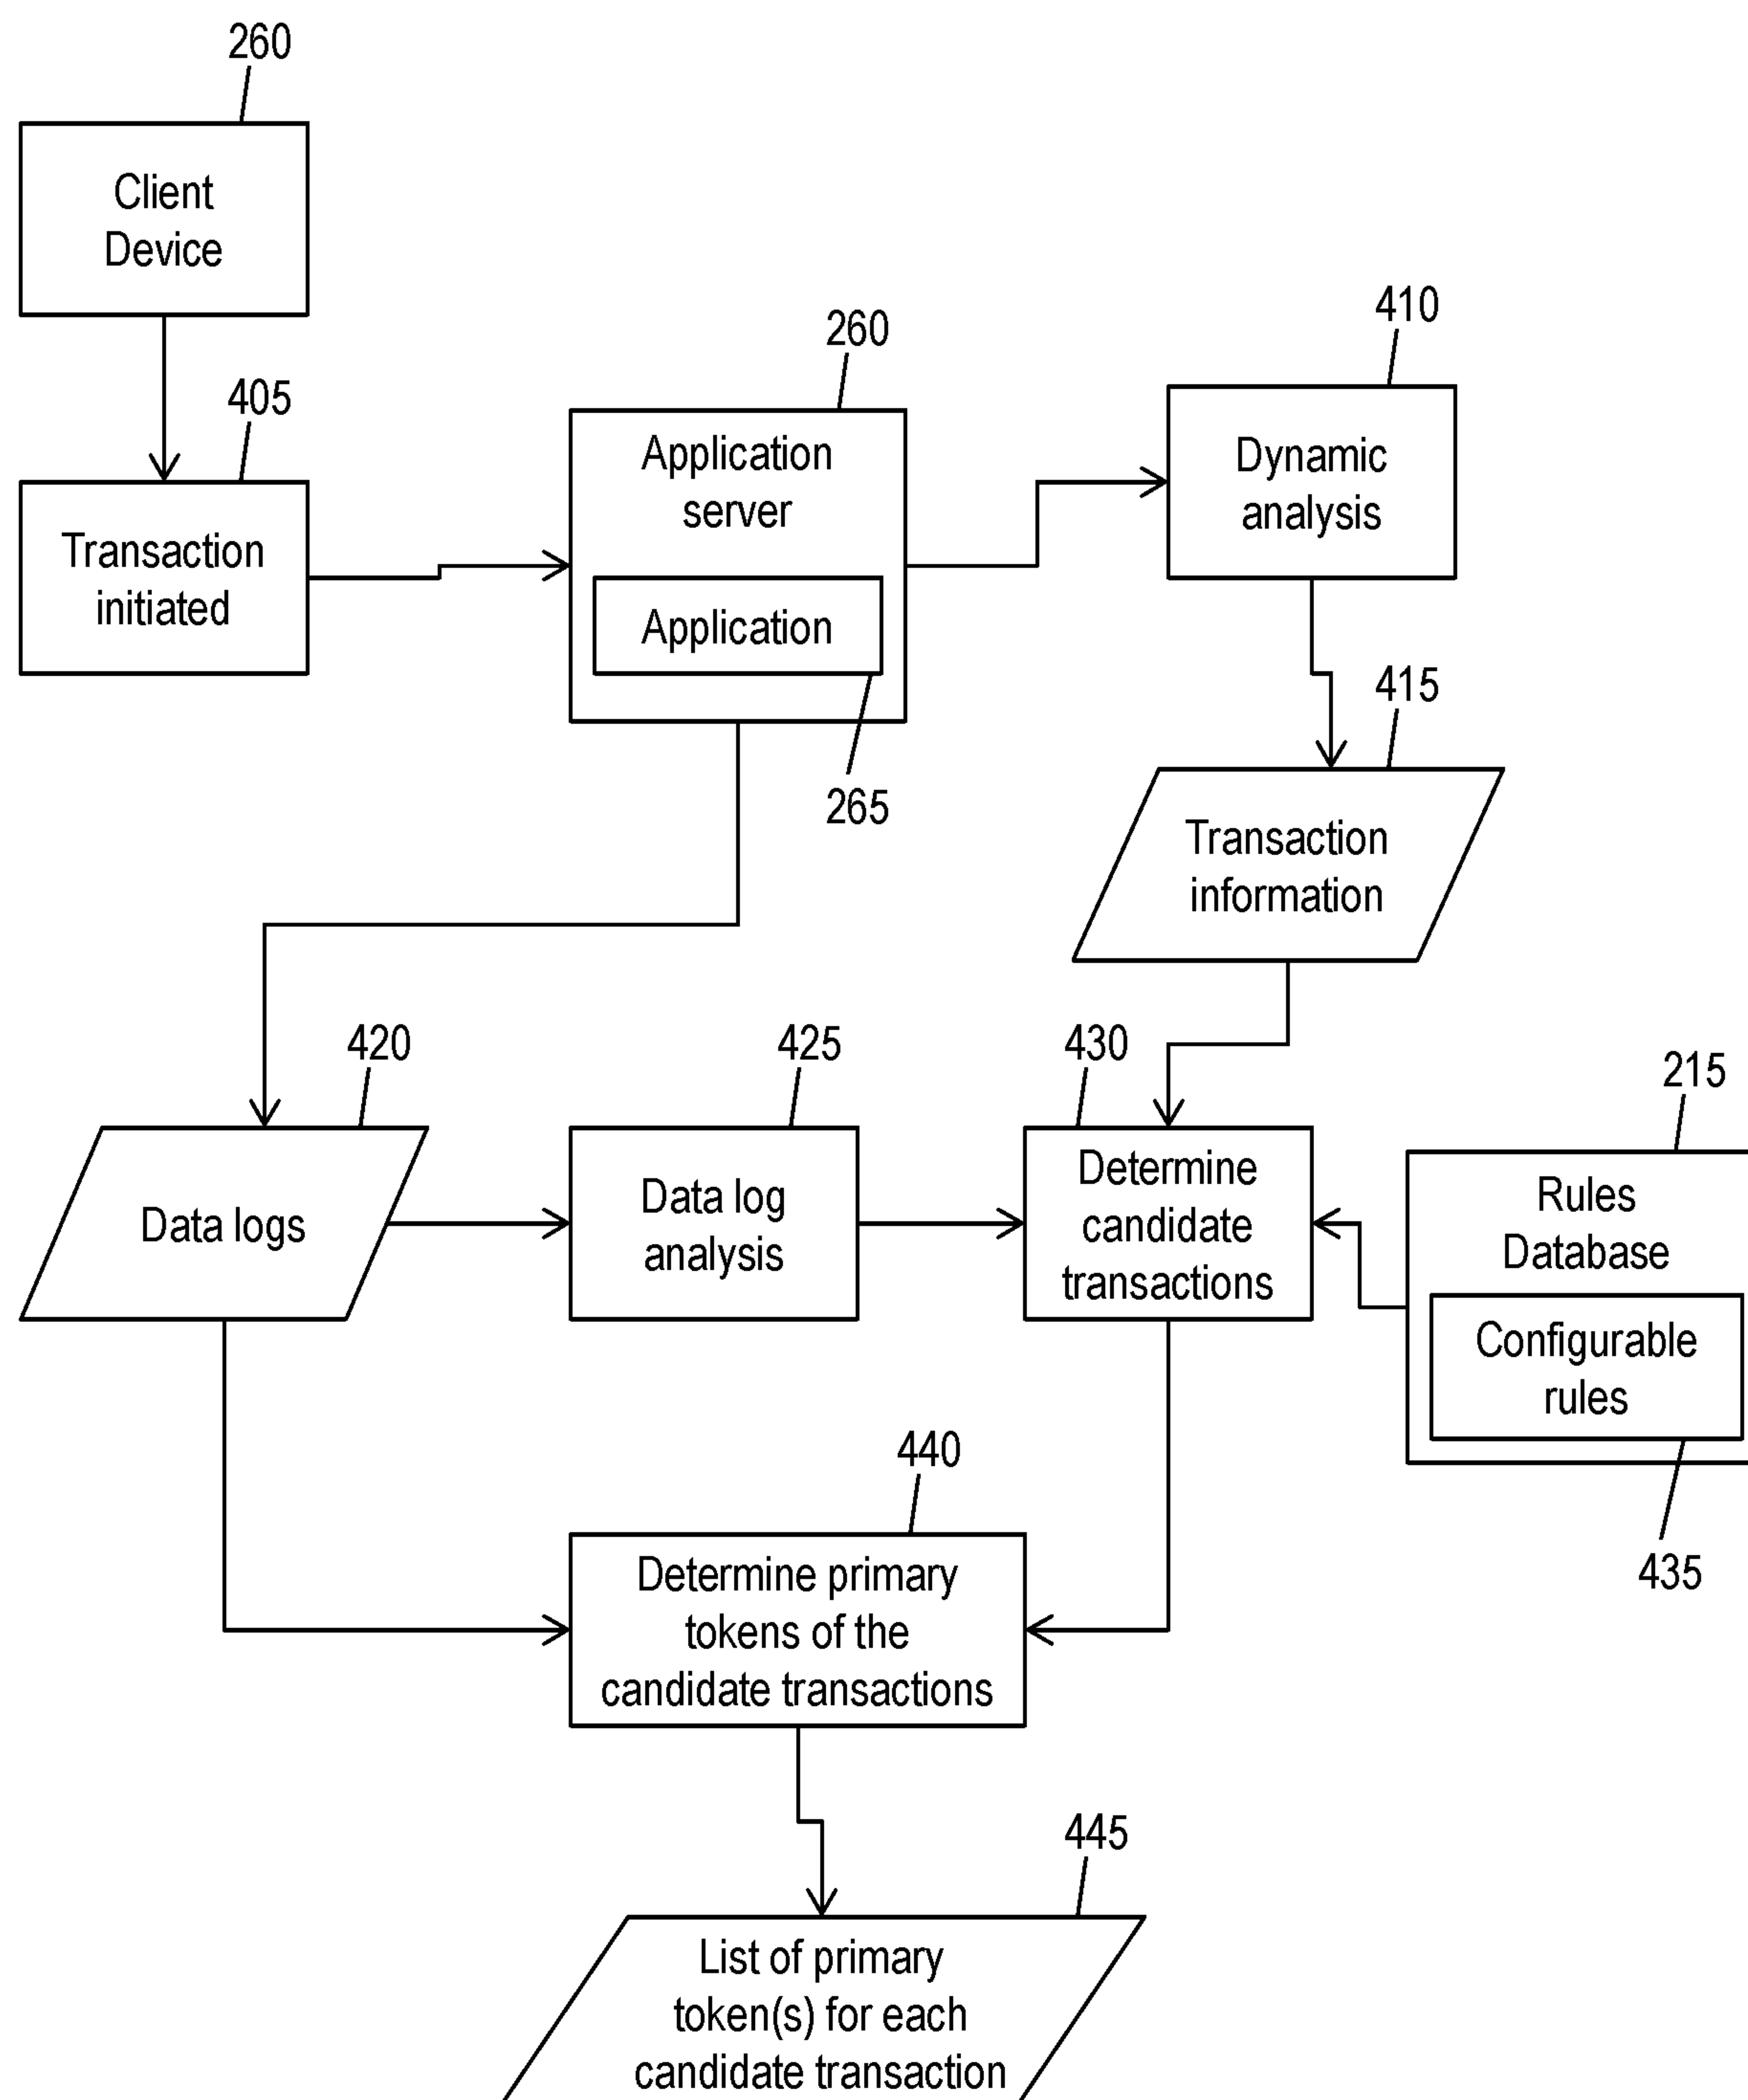 260
Client
Device
405
Transaction
initiated
260
Application
server
Application
265
410
Dynamic
analysis
415
Transaction
information
420
Data logs
425
Data log
analysis
430
Determine
candidate
transactions
215
Rules
Database
Configurable
rules
435
440
Determine primary
tokens of the
candidate transactions
445
List of primary
token(s) for each
candidate transaction